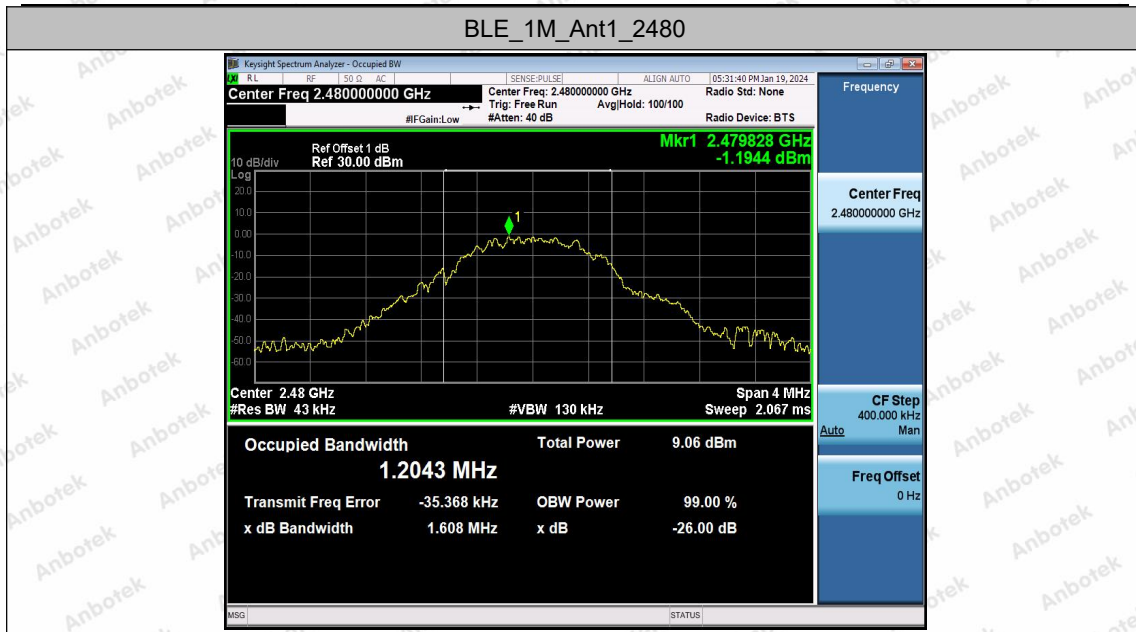 BLE_1M_Ant1_2480
Keysight Spectrum Analyzer - Occupied BW
LXI RL RF 50 Ω AC SENSE:PULSE ALIGN AUTO 05:31:40 PM Jan 19, 2024
Center Freq 2.480000000 GHz
Center Freq: 2.480000000 GHz
Radio Std: None
Trig: Free Run Avg|Hold: 100/100
#IFGain:Low
#Atten: 40 dB
Radio Device: BTS
Mkr1 2.479828 GHz
-1.1944 dBm
Ref Offset 1 dB
10 dB/div Ref 30.00 dBm
Log
20.0
10.0
0.00
-10.0
-20.0
-30.0
-40.0
-50.0
-60.0
1
Center 2.48 GHz
Span 4 MHz
#Res BW 43 kHz
#VBW 130 kHz
Sweep 2.067 ms
Occupied Bandwidth
Total Power 9.06 dBm
1.2043 MHz
Transmit Freq Error -35.368 kHz OBW Power 99.00 %
x dB Bandwidth 1.608 MHz x dB -26.00 dB
MSG
STATUS
Frequency
Center Freq
2.480000000 GHz
CF Step
400.000 kHz
Auto Man
Freq Offset
0 Hz
Anbotek